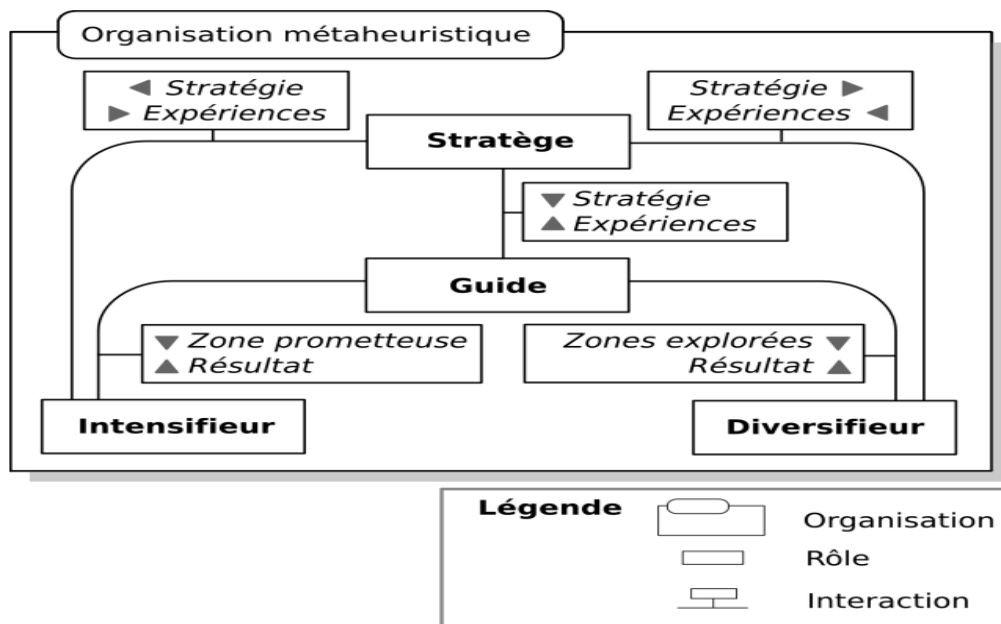 Organisation métaheuristique
◄ Stratégie
► Expériences
Stratégie ►
Expériences ◄
Stratège
▼ Stratégie
▲ Expériences
Guide
▼ Zone prometteuse
▲ Résultat
Zones explorées ▼
Résultat ▲
Intensifieur
Diversifieur
Légende
Organisation
Rôle
Interaction